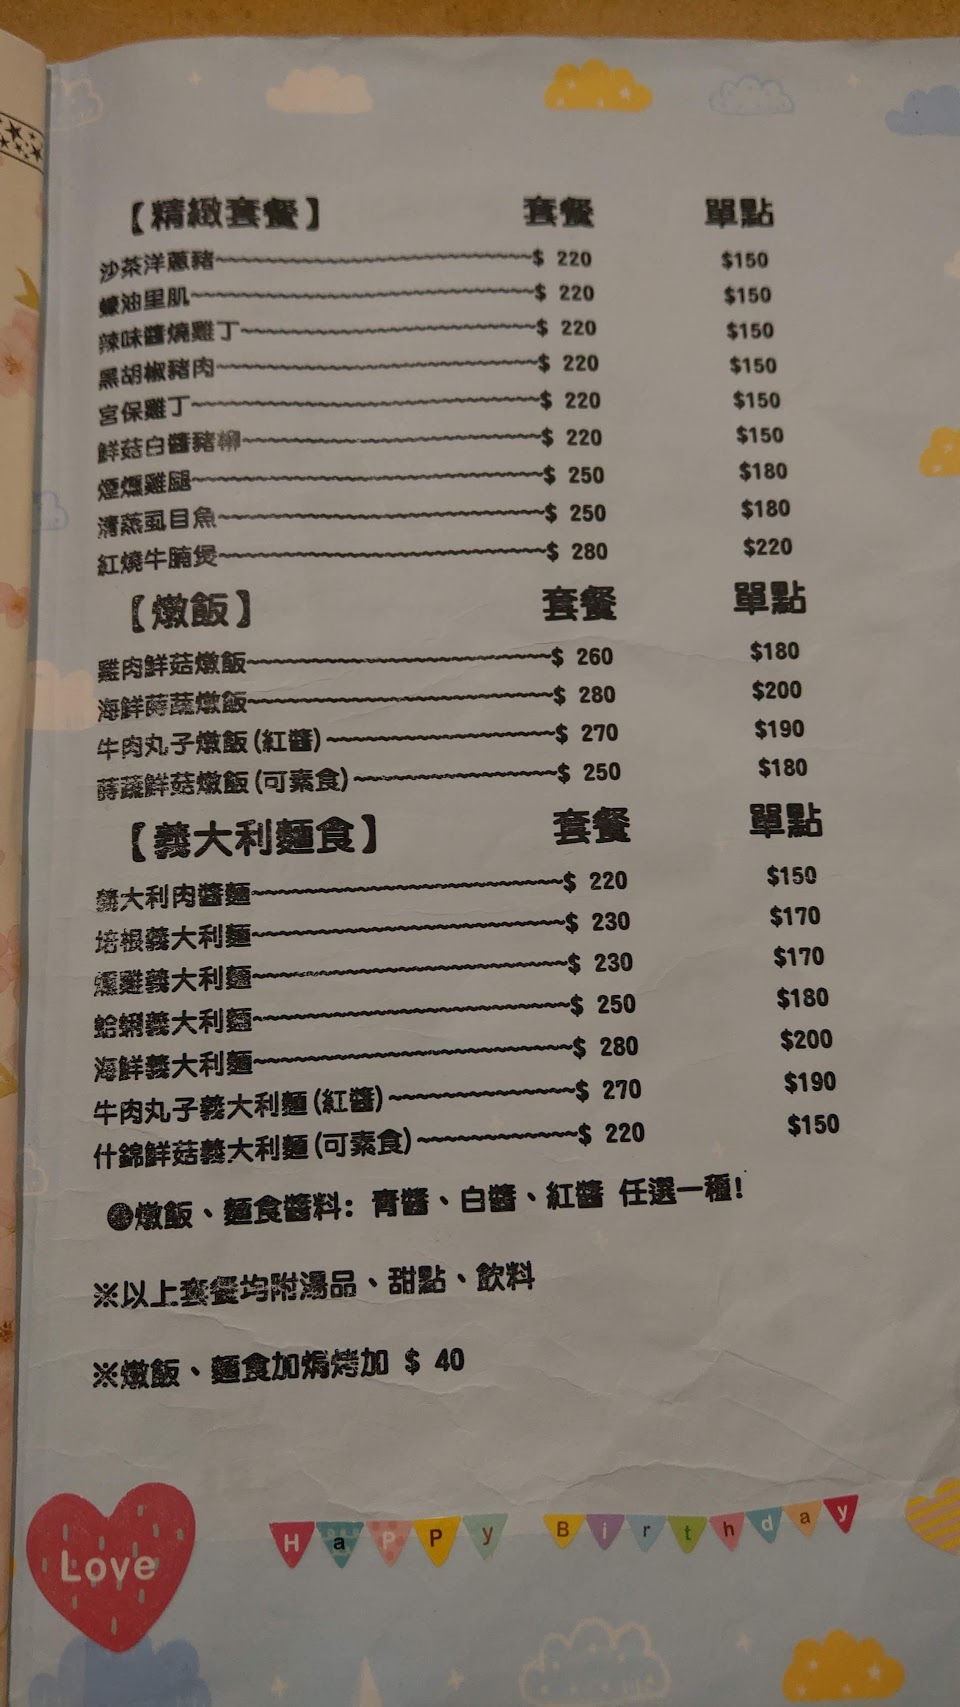 【精緻套餐】 套餐 單點
沙茶洋蔥豬~~~$ 220 $150
蠔油里肌~~~$ 220 $150
辣味醬燒雞丁~~~$ 220 $150
黑胡椒豬肉~~~$ 220 $150
宮保雞丁~~~$ 220 $150
鮮菇白醬豬柳~~~$ 220 $150
煙燻雞腿~~~$ 250 $180
清蒸虱目魚~~~$ 250 $180
紅燒牛腩煲~~~$ 280 $220
【燉飯】 套餐 單點
雞肉鮮菇燉飯~~~$ 260 $180
海鮮蒔蔬燉飯~~~$ 280 $200
牛肉丸子燉飯(紅醬)~~~$ 270 $190
蒔蔬鮮菇燉飯(可素食)~~~$ 250 $180
【義大利麵食】 套餐 單點
義大利肉醬麵~~~$ 220 $150
培根義大利麵~~~$ 230 $170
燻雞義大利麵~~~$ 230 $170
蛤蜊義大利麵~~~$ 250 $180
海鮮義大利麵~~~$ 280 $200
牛肉丸子義大利麵(紅醬)~~~$ 270 $190
什錦鮮菇義大利麵(可素食)~~~$ 220 $150
燉飯、麵食醬料: 青醬、白醬、紅醬 任選一種!
※以上套餐均附湯品、甜點、飲料
※燉飯、麵食加焗烤加 $ 40
Love
Happy Birthday